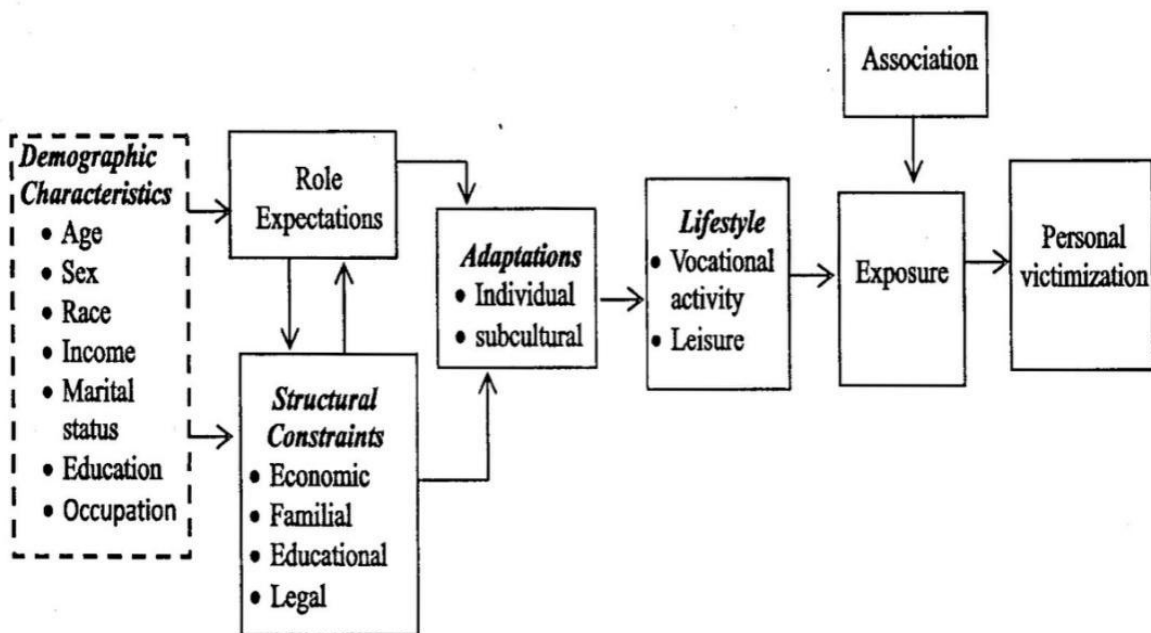 Demographic
Characteristics
• Age
• Sex
• Race
• Income
• Marital
status
• Education
• Occupation
Role
Expectations
Structural
Constraints
• Economic
• Familial
• Educational
• Legal
Adaptations
• Individual
• subcultural
Lifestyle
• Vocational
activity
• Leisure
Association
Exposure
Personal
victimization